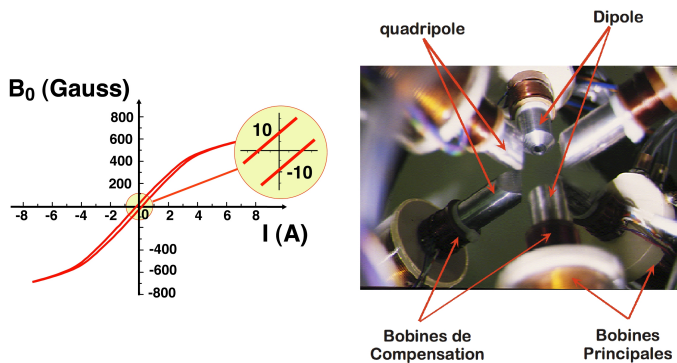 quadripole
Dipole
B₀ (Gauss)
800
600
400
200
10
-10
-8 -6 -4 -2 0 2 4 6 8
I (A)
-400
-600
-800
Bobines de
Compensation
Bobines
Principales